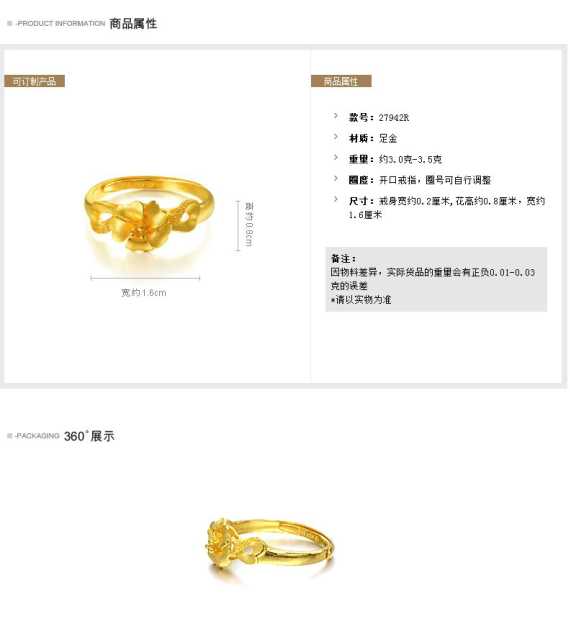 -PRODUCT INFORMATION 商品属性
可订制产品
高约0.8cm
宽约1.6cm
商品属性
款号：27942R
材质：足金
重量：约3.0克-3.5克
圈度：开口戒指，圈号可自行调整
尺寸：戒身宽约0.2厘米,花高约0.8厘米，宽约
1.6厘米
备注：
因物料差异，实际货品的重量会有正负0.01-0.03
克的误差
*请以实物为准
-PACKAGING 360°展示